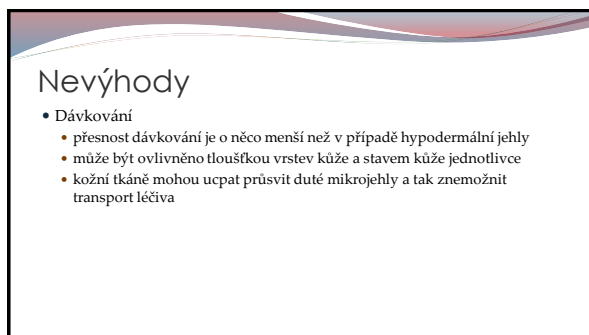 Nevýhody
• Dávkování
• přesnost dávkování je o něco menší než v případě hypodermální jehly
• může být ovlivněno tloušťkou vrstev kůže a stavem kůže jednotlivce
• kožní tkáně mohou ucpat průsvit duté mikrojehly a tak znemožnit
transport léčiva